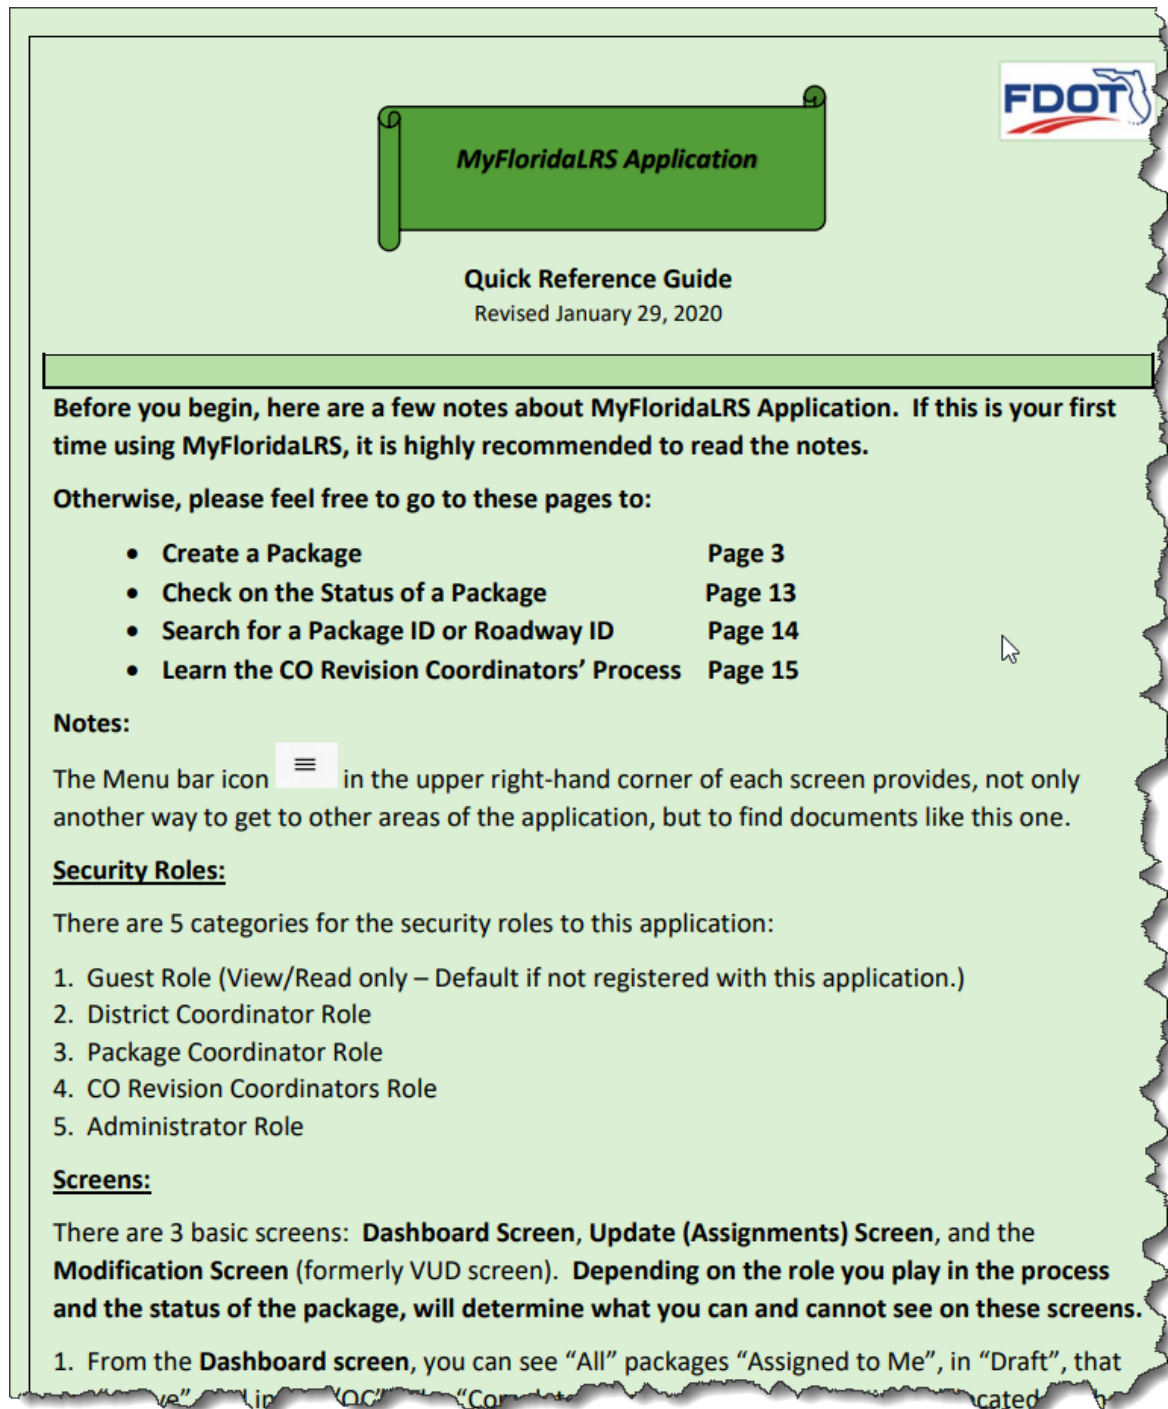 FDOT
MyFloridaLRS Application
Quick Reference Guide
Revised January 29, 2020
Before you begin, here are a few notes about MyFloridaLRS Application.  If this is your first
time using MyFloridaLRS, it is highly recommended to read the notes.
Otherwise, please feel free to go to these pages to:
• Create a Package Page 3
• Check on the Status of a Package Page 13
• Search for a Package ID or Roadway ID Page 14
• Learn the CO Revision Coordinators’ Process Page 15
Notes:
The Menu bar icon in the upper right-hand corner of each screen provides, not only
another way to get to other areas of the application, but to find documents like this one.
Security Roles:
There are 5 categories for the security roles to this application:
1. Guest Role (View/Read only – Default if not registered with this application.)
2. District Coordinator Role
3. Package Coordinator Role
4. CO Revision Coordinators Role
5. Administrator Role
Screens:
There are 3 basic screens:  Dashboard Screen, Update (Assignments) Screen, and the
Modification Screen (formerly VUD screen).  Depending on the role you play in the process
and the status of the package, will determine what you can and cannot see on these screens.
1. From the Dashboard screen, you can see “All” packages “Assigned to Me”, in “Draft”, that